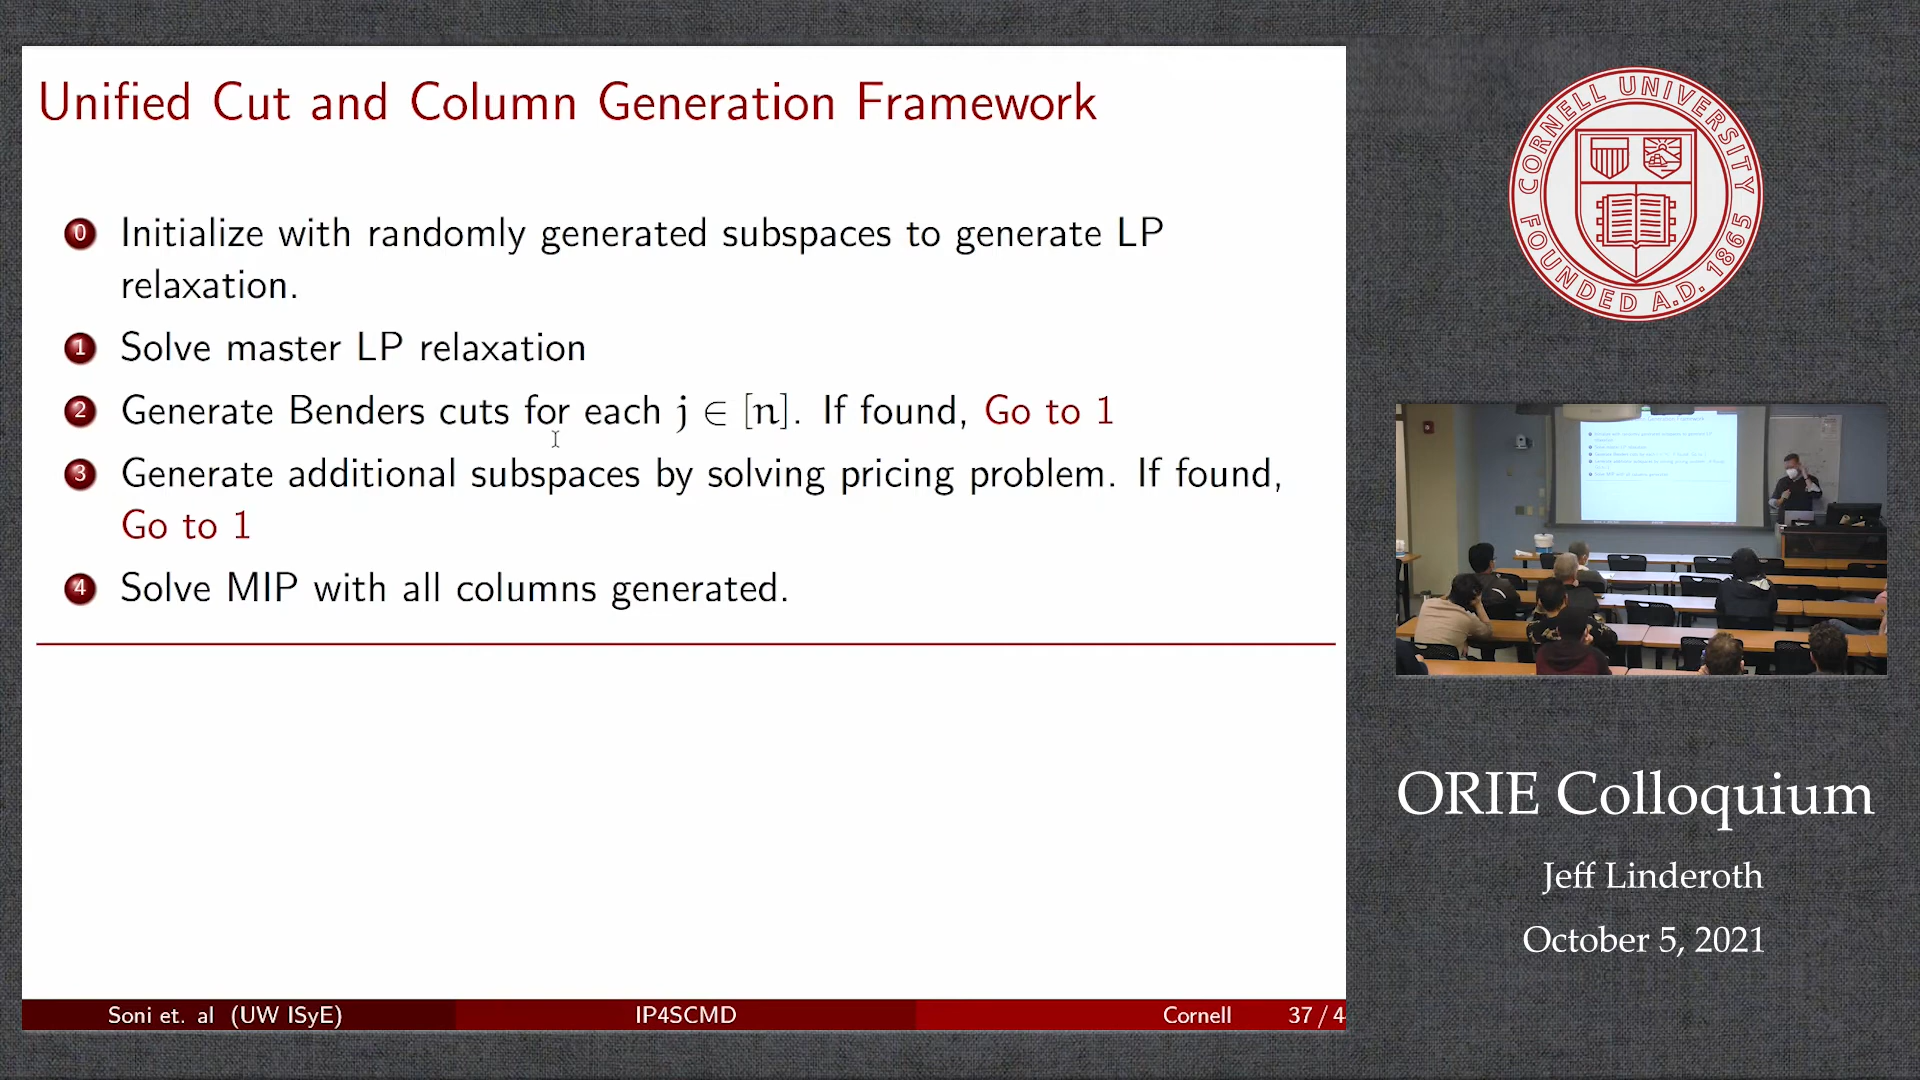 Unified Cut and Column Generation Framework
0 Initialize with randomly generated subspaces to generate LP
relaxation.
1 Solve master LP relaxation
2 Generate Benders cuts for each j ∈ [n]. If found, Go to 1
3 Generate additional subspaces by solving pricing problem. If found,
Go to 1
4 Solve MIP with all columns generated.
Soni et. al (UW ISyE) IP4SCMD Cornell 37 / 4
CORNELL UNIVERSITY
FOUNDED A.D. 1865
ORIE Colloquium
Jeff Linderoth
October 5, 2021